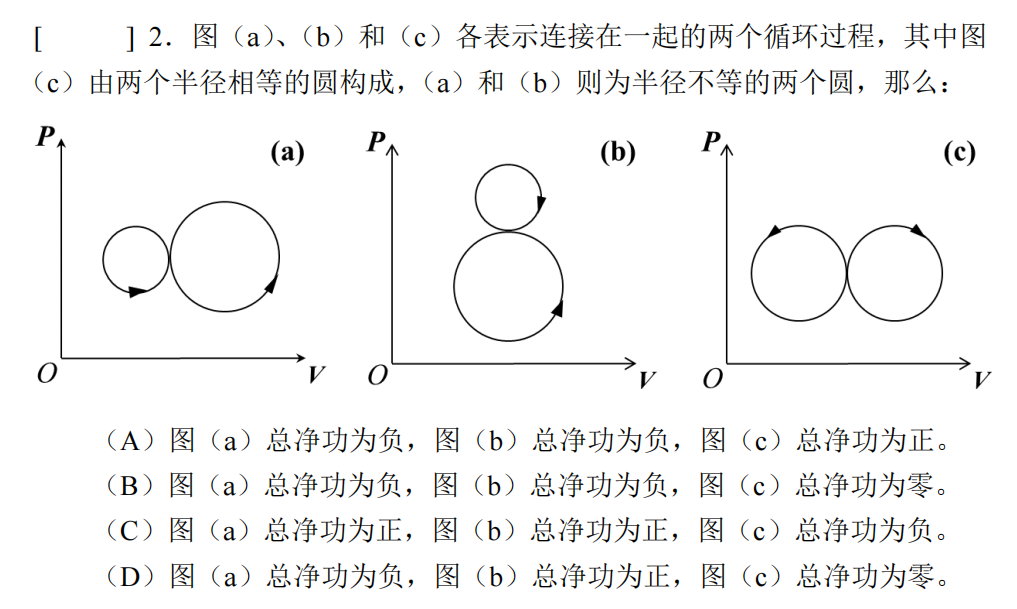 [ ] 2．图（a）、（b）和（c）各表示连接在一起的两个循环过程，其中图
（c）由两个半径相等的圆构成，（a）和（b）则为半径不等的两个圆，那么：
P (a) P (b) P (c)
O V O V O V
（A）图（a）总净功为负，图（b）总净功为负，图（c）总净功为正。
（B）图（a）总净功为负，图（b）总净功为负，图（c）总净功为零。
（C）图（a）总净功为正，图（b）总净功为正，图（c）总净功为负。
（D）图（a）总净功为负，图（b）总净功为正，图（c）总净功为零。